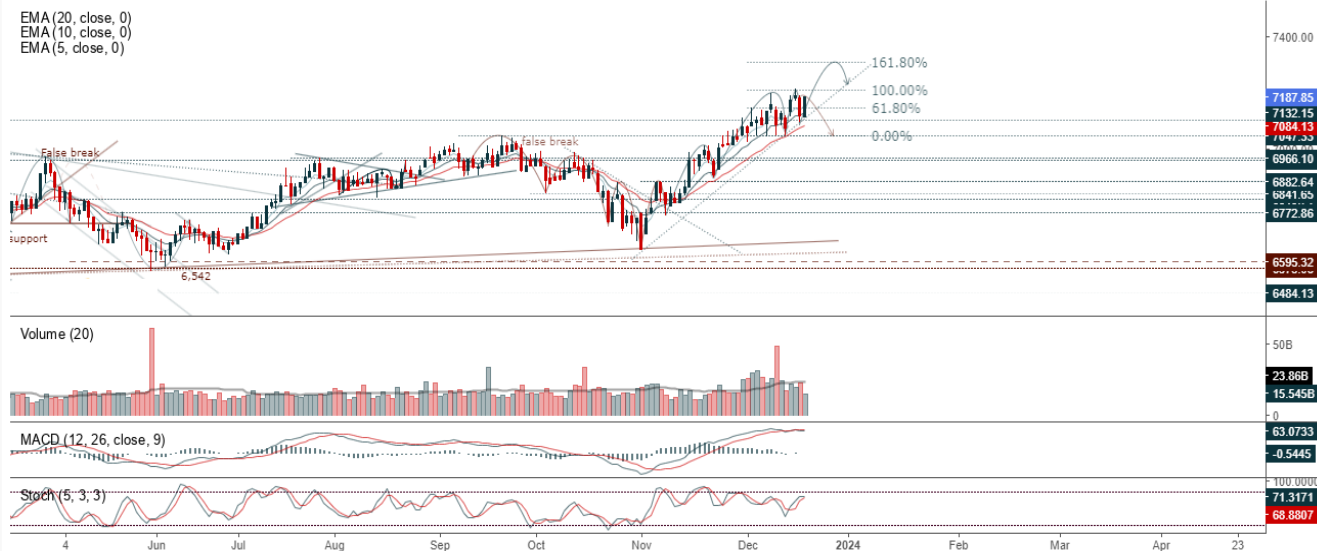 EMA (20, close, 0)
EMA (10, close, 0)
EMA (5, close, 0)
7400.00
161.80%
100.00%
7187.85
61.80%
7132.15
7084.13
0.00%
7047.33
False break
false break
6966.10
6882.64
6841.65
6772.86
support
6595.32
6,542
6484.13
Volume (20)
50B
23.86B
15.545B
0
MACD (12, 26, close, 9)
63.0733
-0.5445
Stoch (5, 3, 3)
100.0000
71.3171
68.8807
4 Jun Jul Aug Sep Oct Nov Dec 2024 Feb Mar Apr 23